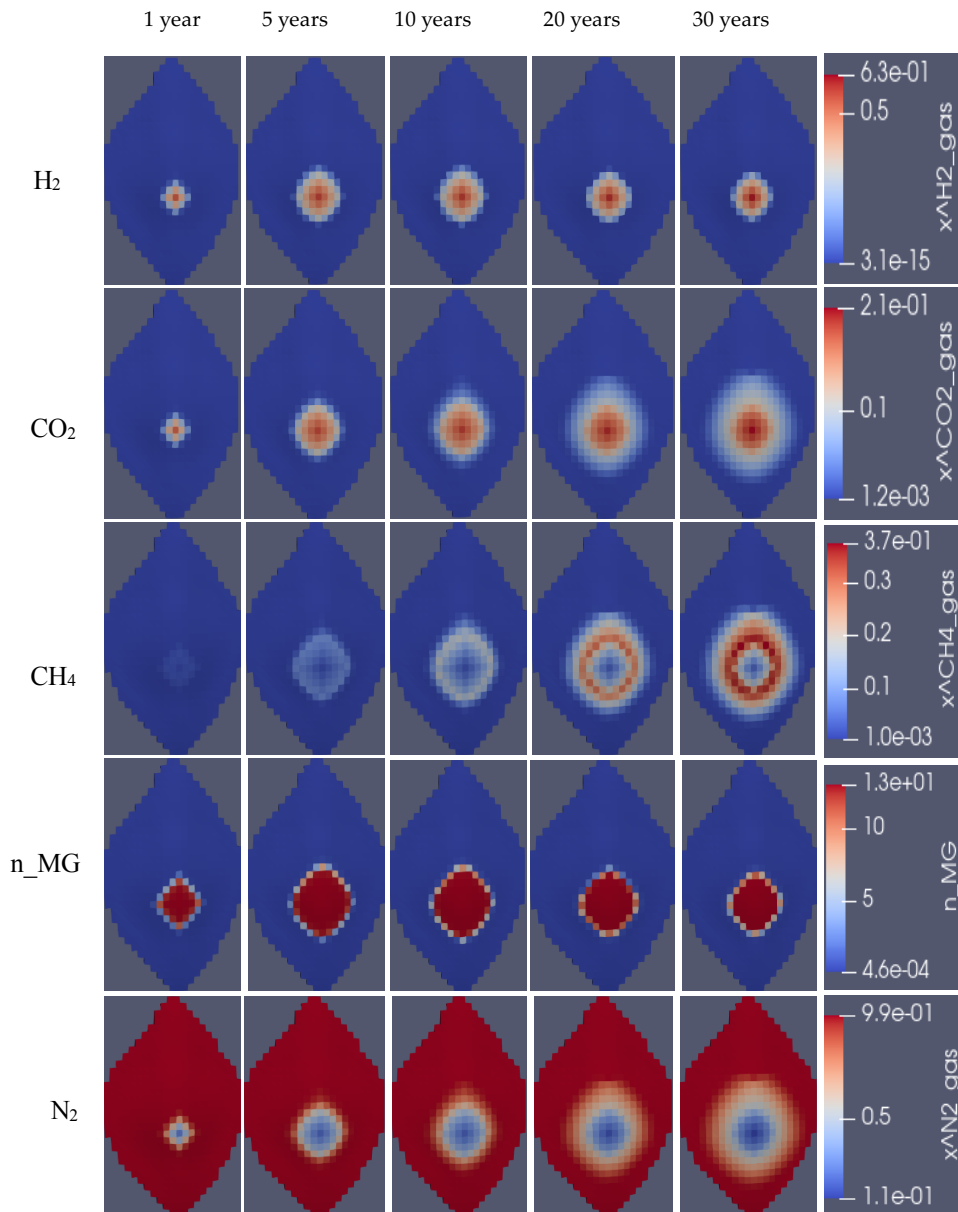 1 year 5 years 10 years 20 years 30 years
H₂
6.3e-01
0.5
3.1e-15
x^H2_gas
CO₂
2.1e-01
0.1
1.2e-03
x^CO2_gas
CH₄
3.7e-01
0.3
0.2
0.1
1.0e-03
x^CH4_gas
n_MG
1.3e+01
10
5
4.6e-04
n_MG
N₂
9.9e-01
0.5
1.1e-01
x^N2_gas